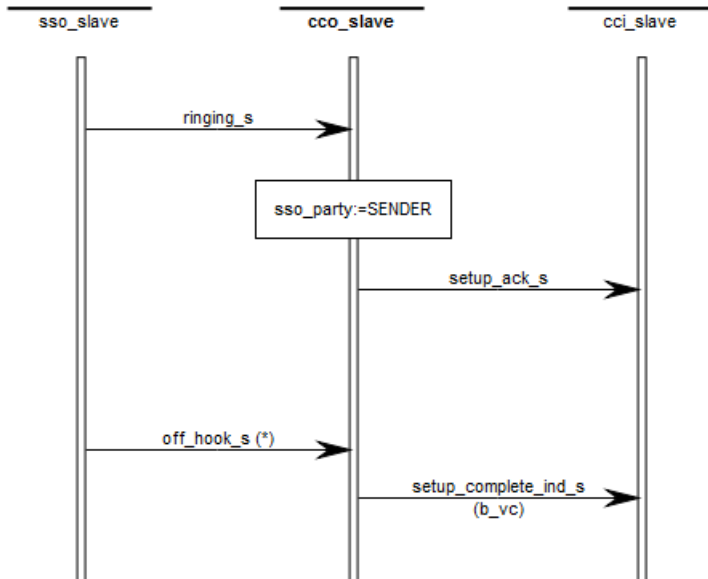 sso_slave
cco_slave
cci_slave
ringing_s
sso_party:=SENDER
setup_ack_s
off_hook_s (*)
setup_complete_ind_s
(b_vc)